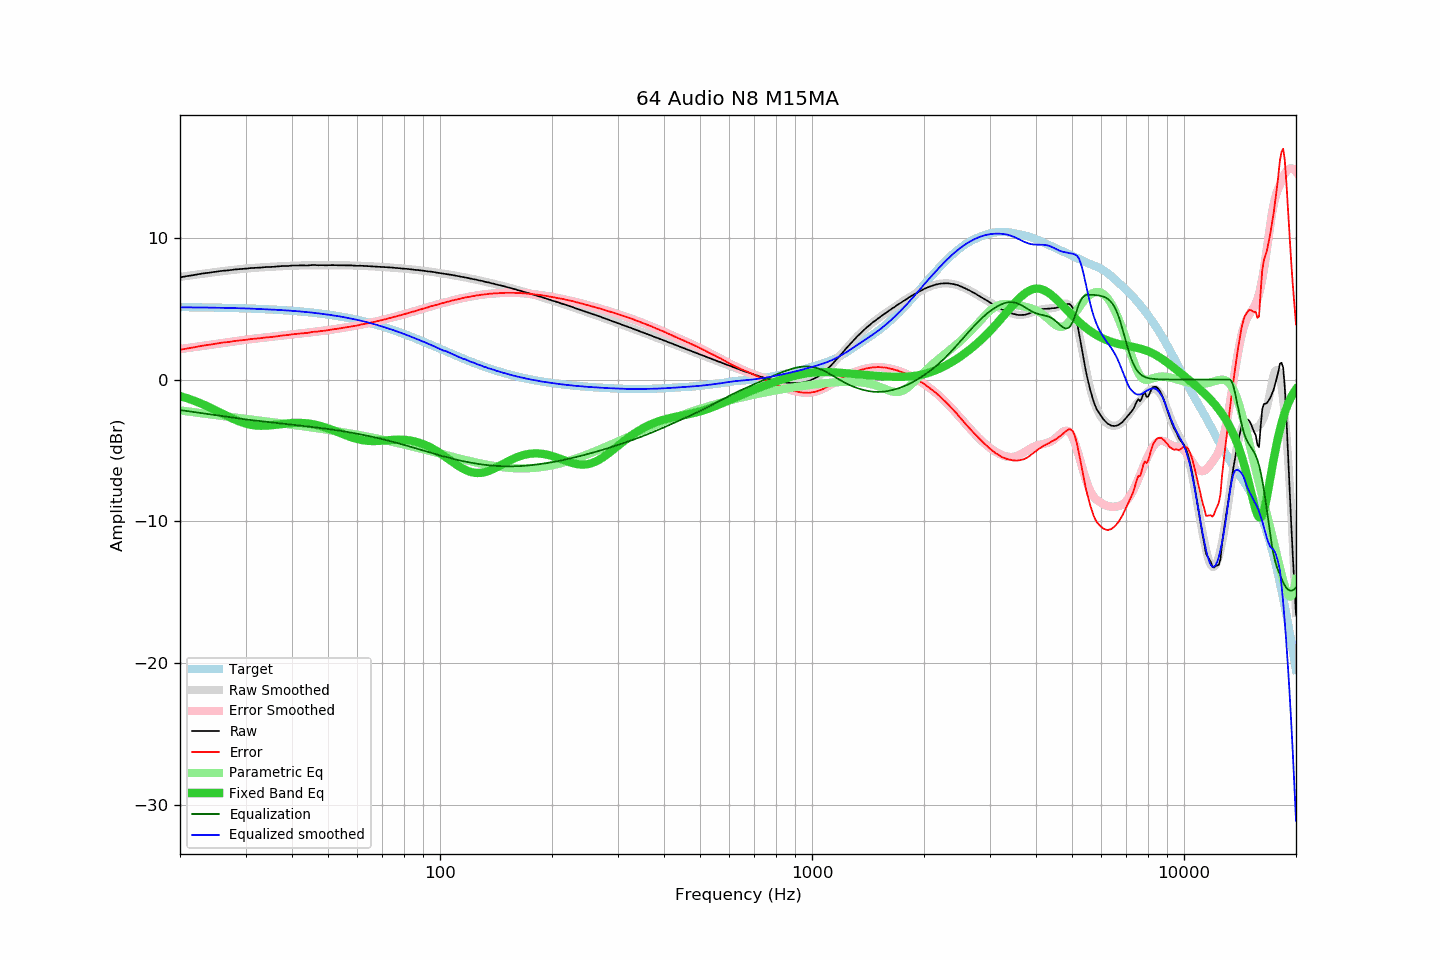 64 Audio N8 M15MA
Amplitude (dBr)
10
0
−10
−20
−30
100
1000
10000
Frequency (Hz)
Target
Raw Smoothed
Error Smoothed
Raw
Error
Parametric Eq
Fixed Band Eq
Equalization
Equalized smoothed